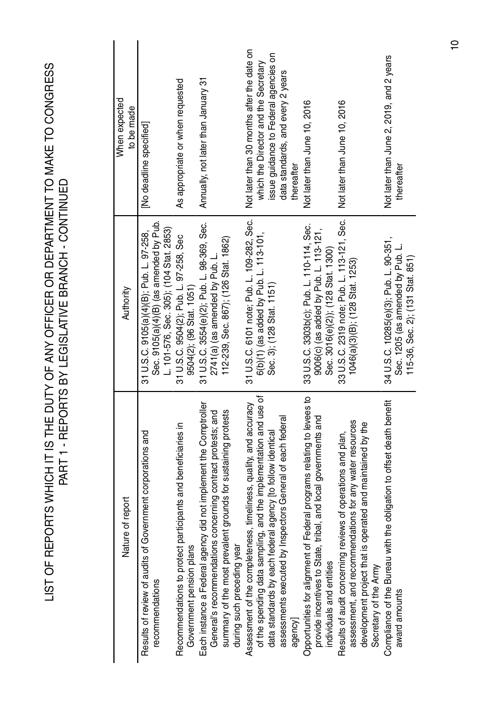 LIST OF REPORTS WHICH IT IS THE DUTY OF ANY OFFICER OR DEPARTMENT TO MAKE TO CONGRESS
PART 1 - REPORTS BY LEGISLATIVE BRANCH - CONTINUED
Nature of report
Authority
When expected
to be made
Results of review of audits of Government corporations and
recommendations
31 U.S.C. 9105(a)(4)(B); Pub. L. 97-258,
Sec. 9105(a)(4)(B) (as amended by Pub.
L. 101-576, Sec. 305); (104 Stat. 2853)
[No deadline specified]
Recommendations to protect participants and beneficiaries in
Government pension plans
31 U.S.C. 9504(2); Pub. L. 97-258, Sec
9504(2); (96 Stat. 1051)
As appropriate or when requested
Each instance a Federal agency did not implement the Comptroller
General's recommendations concerning contract protests; and
summary of the most prevalent grounds for sustaining protests
during such preceding year
31 U.S.C. 3554(e)(2); Pub. L. 98-369, Sec.
2741(a) (as amended by Pub. L.
112-239, Sec. 867); (126 Stat. 1862)
Annually, not later than January 31
Assessment of the completeness, timeliness, quality, and accuracy
of the spending data sampling, and the implementation and use of
data standards by each federal agency [to follow identical
assessments executed by Inspectors General of each federal
agency]
31 U.S.C. 6101 note; Pub. L. 109-282, Sec.
6(b)(1) (as added by Pub. L. 113-101,
Sec. 3); (128 Stat. 1151)
Not later than 30 months after the date on
which the Director and the Secretary
issue guidance to Federal agencies on
data standards, and every 2 years
thereafter
Opportunities for alignment of Federal programs relating to levees to
provide incentives to State, tribal, and local governments and
individuals and entities
33 U.S.C. 3303b(c); Pub. L. 110-114, Sec.
9006(c) (as added by Pub. L. 113-121,
Sec. 3016(e)(2)); (128 Stat. 1300)
Not later than June 10, 2016
Results of audit concerning reviews of operations and plan,
assessment, and recommendations for any water resources
development project that is operated and maintained by the
Secretary of the Army
33 U.S.C. 2319 note; Pub. L. 113-121, Sec.
1046(a)(3)(B); (128 Stat. 1253)
Not later than June 10, 2016
Compliance of the Bureau with the obligation to offset death benefit
award amounts
34 U.S.C. 10285(e)(3); Pub. L. 90-351,
Sec. 1205 (as amended by Pub. L.
115-36, Sec. 2); (131 Stat. 851)
Not later than June 2, 2019, and 2 years
thereafter
10